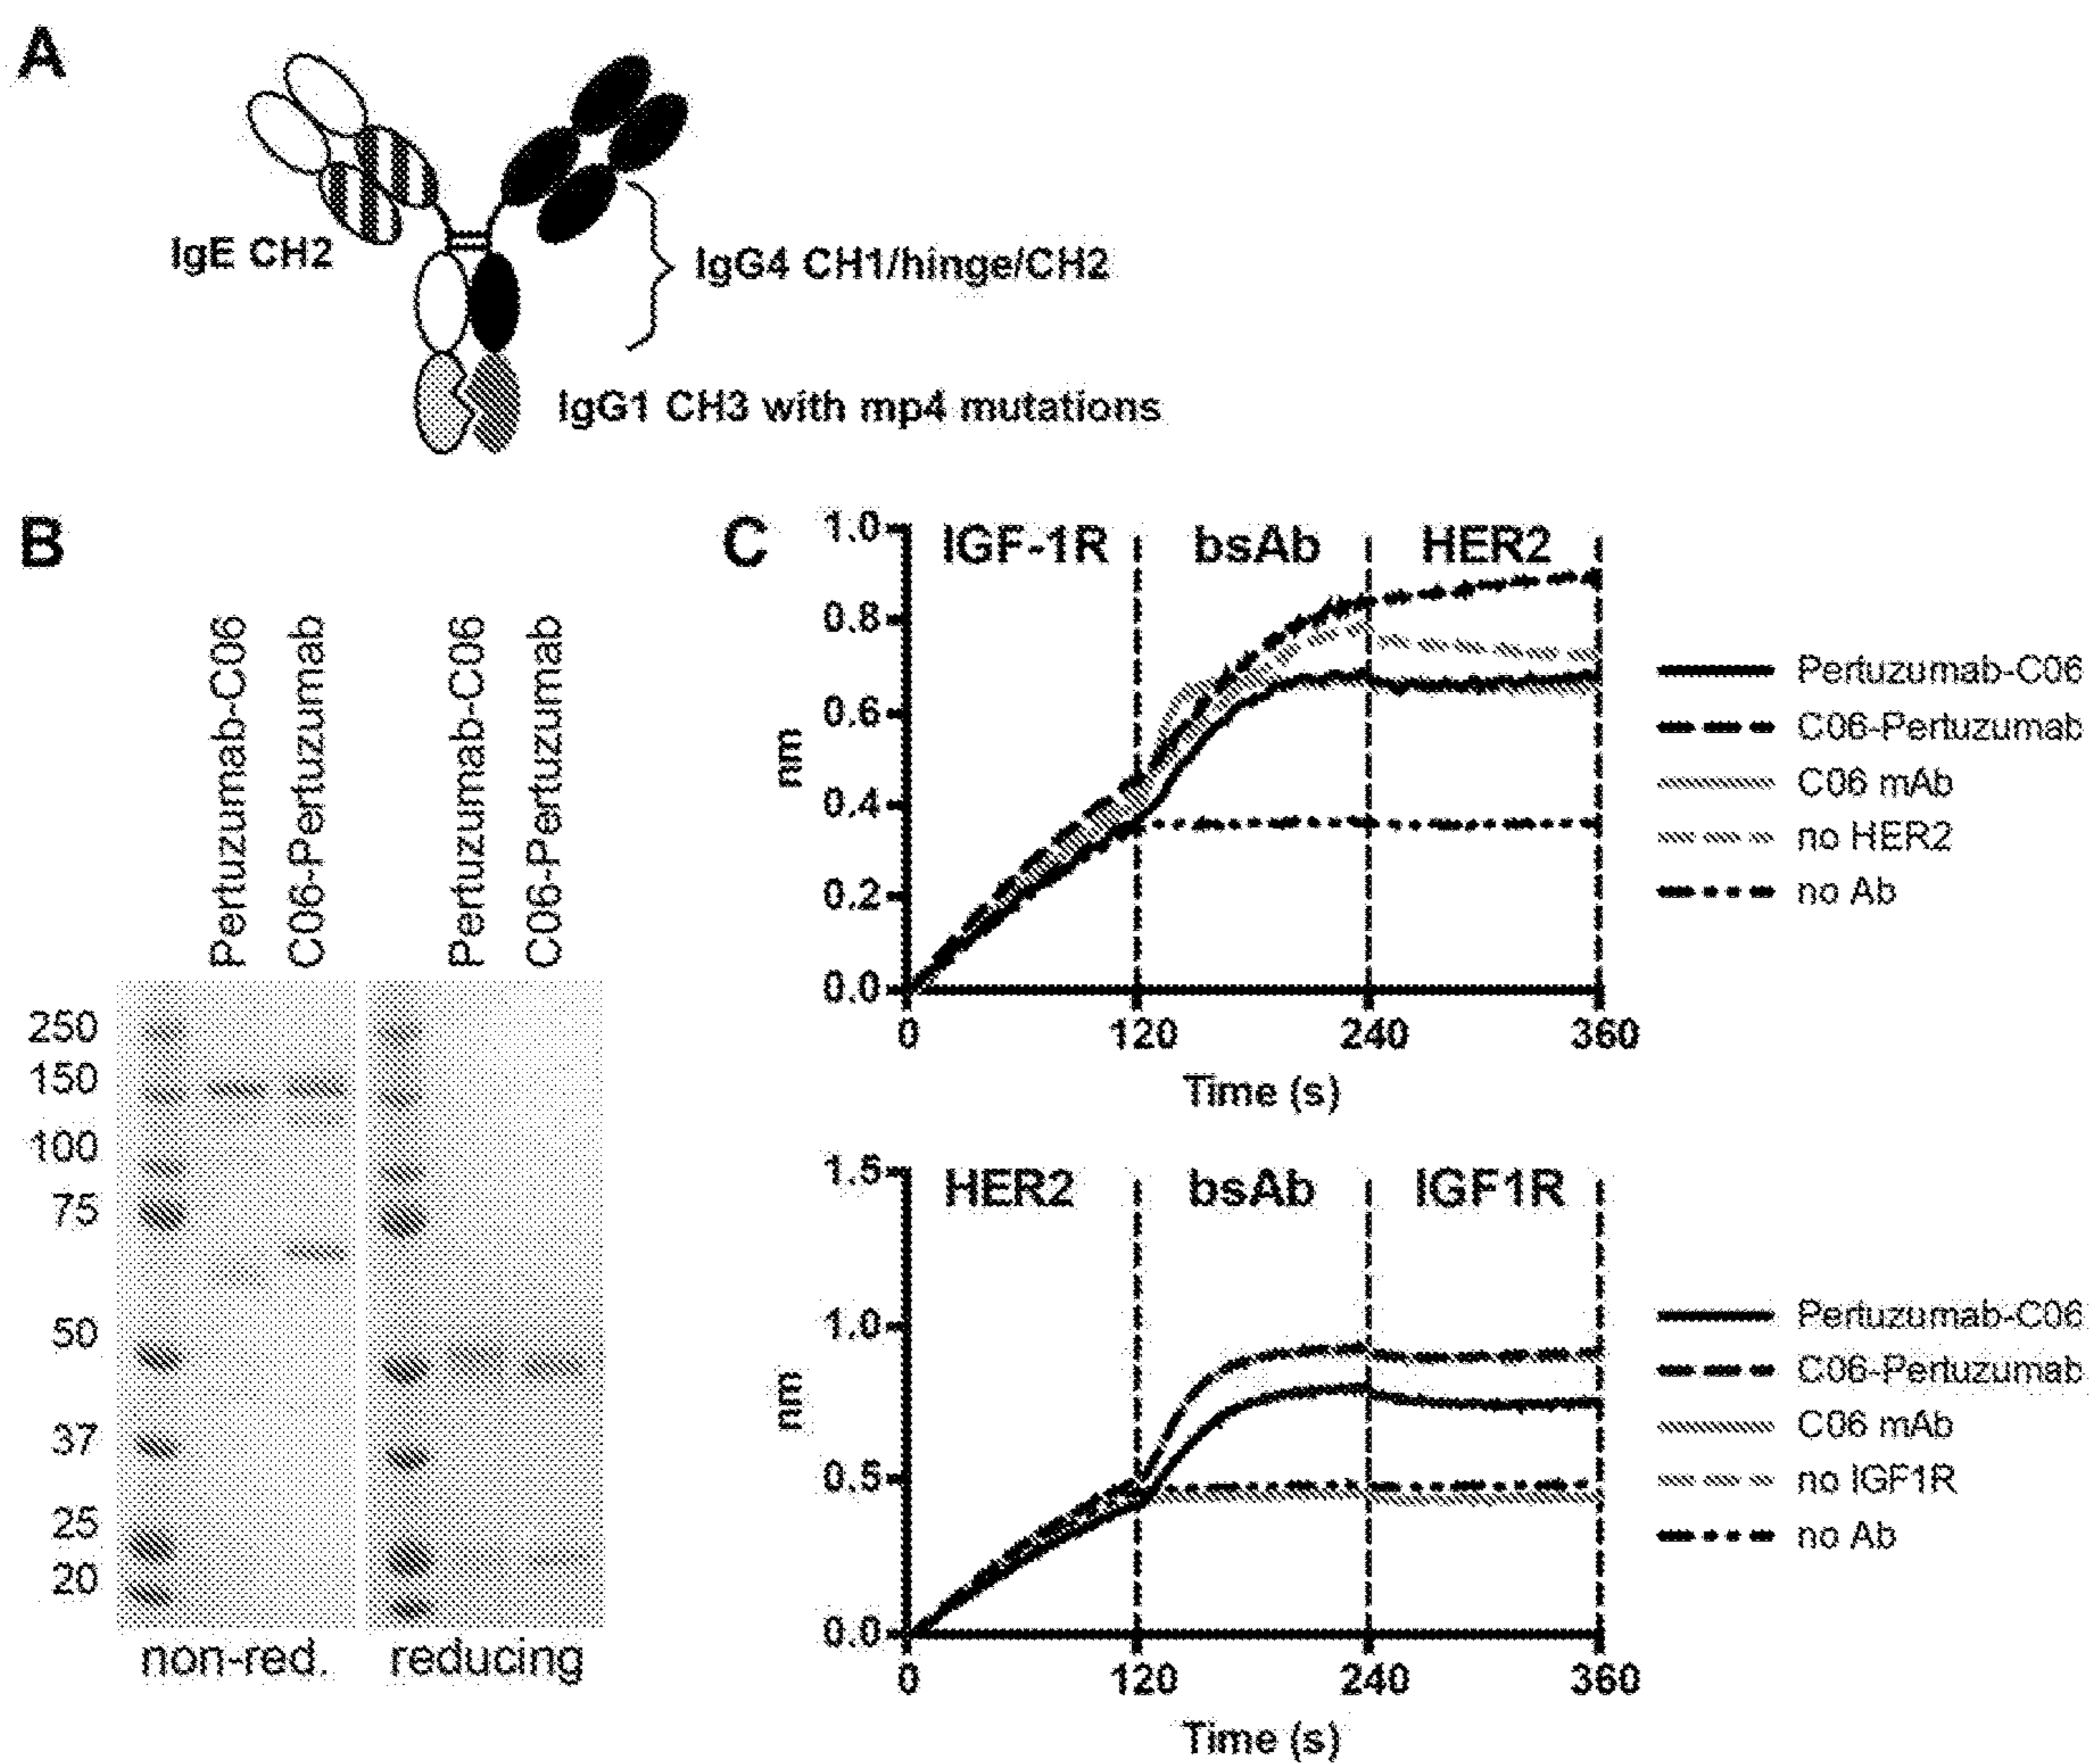 A
IgE CH2
IgG4 CH1/hinge/CH2
IgG1 CH3 with mp4 mutations
B
Pertuzumab-C06
C06-Pertuzumab
Pertuzumab-C06
C06-Pertuzumab
250
150
100
75
50
37
25
20
non-red.
reducing
C
IGF-1R bsAb HER2
1.0
0.8
0.6
0.4
0.2
0.0
nm
0 120 240 360
Time (s)
Pertuzumab-C06
C06-Pertuzumab
C06 mAb
no HER2
no Ab
HER2 bsAb IGF1R
1.5
1.0
0.5
0.0
nm
0 120 240 360
Time (s)
Pertuzumab-C06
C06-Pertuzumab
C06 mAb
no IGF1R
no Ab